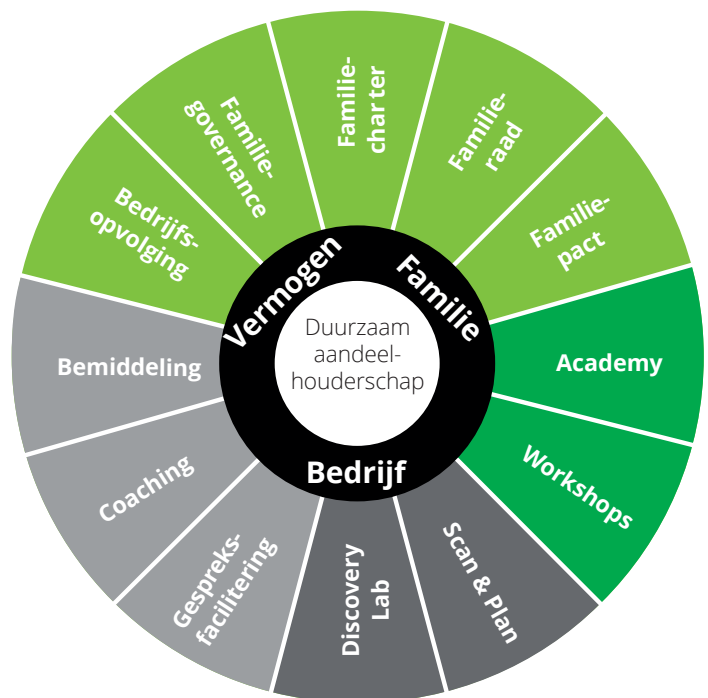 Familie-
charter
Familie-
raad
Familie-
pact
Academy
Workshops
Scan & Plan
Discovery
Lab
Gespreks-
facilitering
Coaching
Bemiddeling
Bedrijfs-
opvolging
Familie-
governance
Vermogen
Familie
Bedrijf
Duurzaam
aandeel-
houderschap